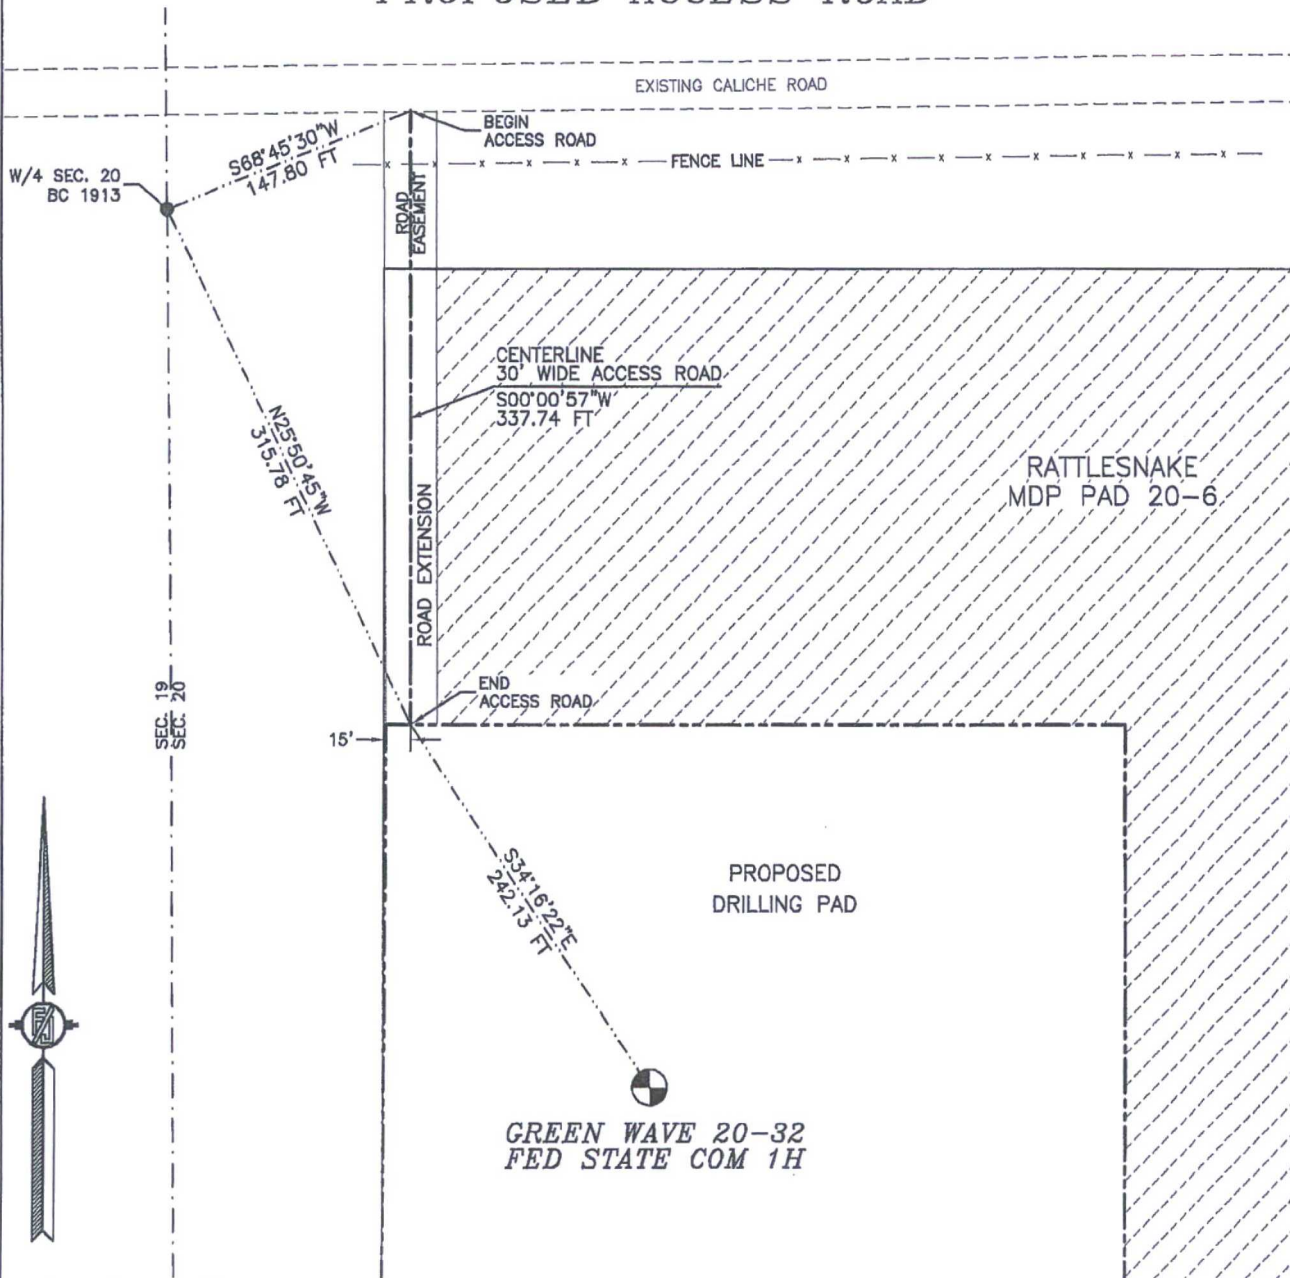 PROPOSED ACCESS ROAD
EXISTING CALICHE ROAD
BEGIN
ACCESS ROAD
S68°45'30"W
147.80 FT
x x x x x x FENCE LINE x x x x x x x x x x
W/4 SEC. 20
BC 1913
ROAD
EASEMENT
CENTERLINE
30' WIDE ACCESS ROAD
S00°00'57"W
337.74 FT
N25°50'45"W
315.78 FT
RATTLESNAKE
MDP PAD 20-6
ROAD EXTENSION
END
ACCESS ROAD
SEC. 19
SEC. 20
15'
S34°16'22"E
242.13 FT
PROPOSED
DRILLING PAD
GREEN WAVE 20-32
FED STATE COM 1H